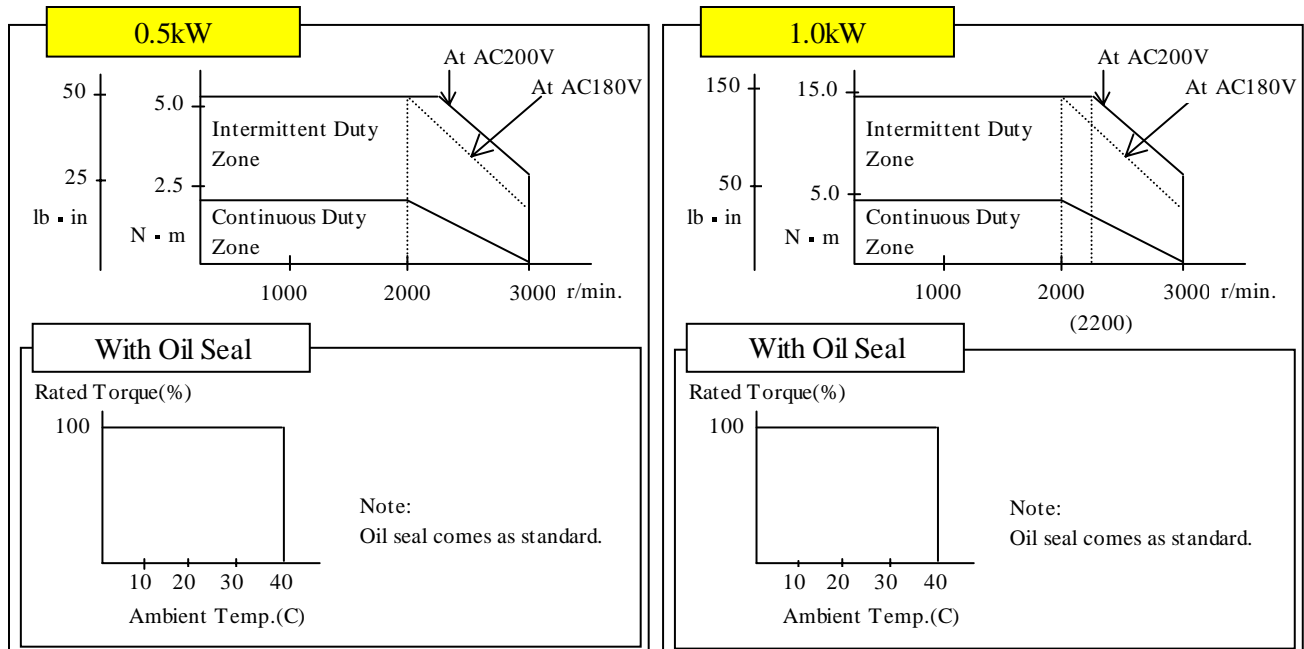 0.5kW
At AC200V
At AC180V
50
5.0
Intermittent Duty
Zone
25
2.5
lb ▪ in
N ▪ m
Continuous Duty
Zone
1000 2000 3000 r/min.
With Oil Seal
Rated Torque(%)
100
Note:
Oil seal comes as standard.
10 20 30 40
Ambient Temp.(C)
1.0kW
At AC200V
At AC180V
150
15.0
Intermittent Duty
Zone
50
5.0
lb ▪ in
N ▪ m
Continuous Duty
Zone
1000 2000 3000 r/min.
(2200)
With Oil Seal
Rated Torque(%)
100
Note:
Oil seal comes as standard.
10 20 30 40
Ambient Temp.(C)